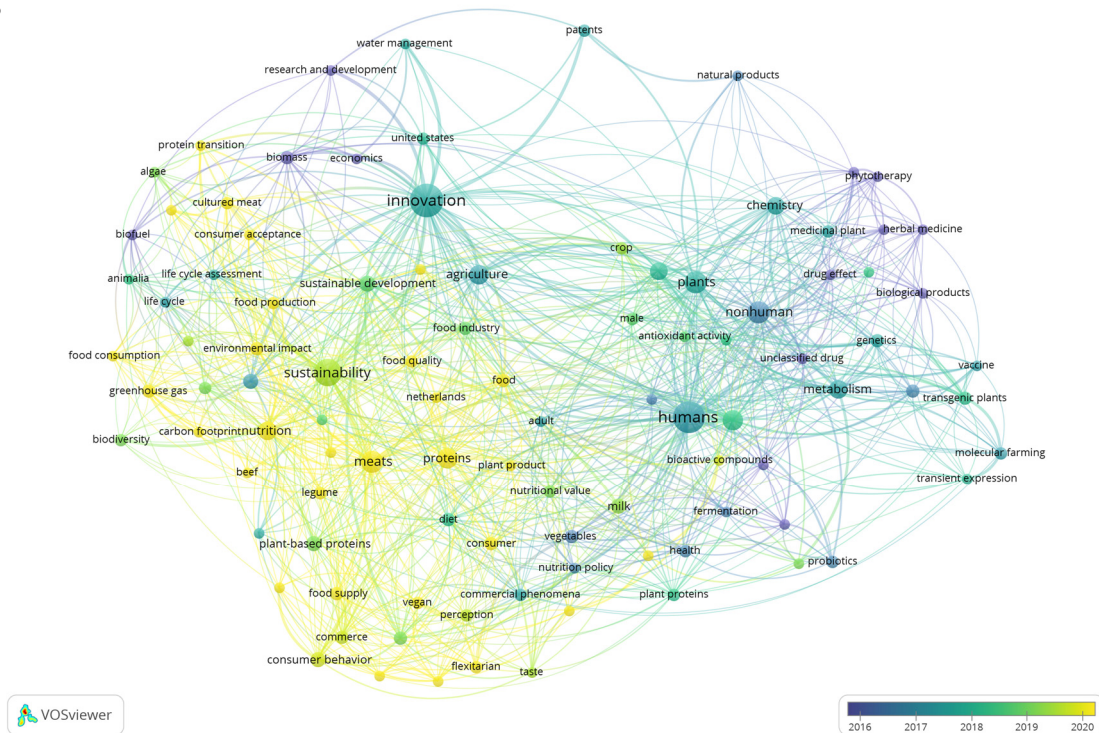 patents
water management
research and development
natural products
united states
protein transition
biomass
economics
algae
phytotherapy
cultured meat
innovation
chemistry
biofuel
consumer acceptance
medicinal plant
herbal medicine
crop
animalia
life cycle assessment
agriculture
drug effect
sustainable development
plants
biological products
life cycle
food production
nonhuman
male
food industry
antioxidant activity
genetics
food consumption
environmental impact
food quality
unclassified drug
vaccine
sustainability
food
greenhouse gas
netherlands
metabolism
transgenic plants
humans
adult
carbon footprint
nutrition
biodiversity
molecular farming
meats
proteins
plant product
bioactive compounds
beef
transient expression
legume
nutritional value
milk
fermentation
diet
vegetables
plant-based proteins
consumer
health
probiotics
nutrition policy
food supply
commercial phenomena
plant proteins
vegan
perception
commerce
consumer behavior
flexitarian
taste
VOSviewer
2016 2017 2018 2019 2020